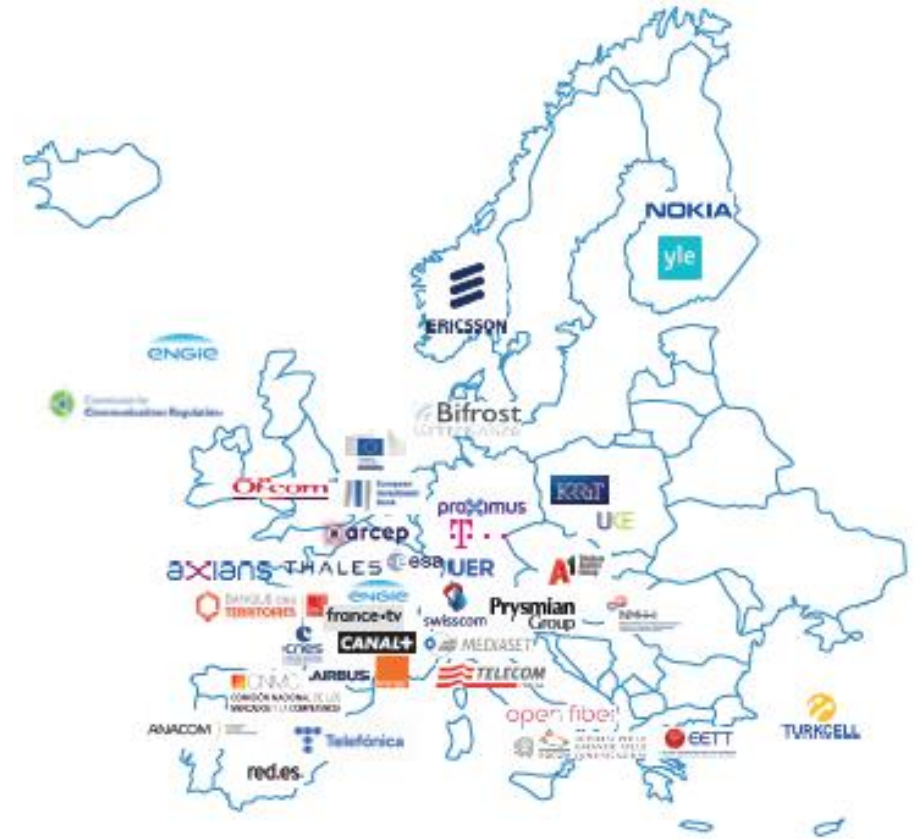 NOKIA
yle
ERICSSON
ENGIE
Commission for
Communications Regulation
Bifrost
European
Investment
Bank
Ofcom
proximus
KRRiT
UKE
T
arcep
axians
THALES
esa
UER
A1
BANQUE des
TERRITOIRES
ENGIE
france•tv
swisscom
Prysmian
Group
cnes
CANAL+
MEDIASET
CNMC
COMISIÓN NACIONAL DE LOS
MERCADOS Y LA COMPETENCIA
AIRBUS
TELECOM
open fiber
ANACOM
Telefónica
EETT
TURKCELL
red.es